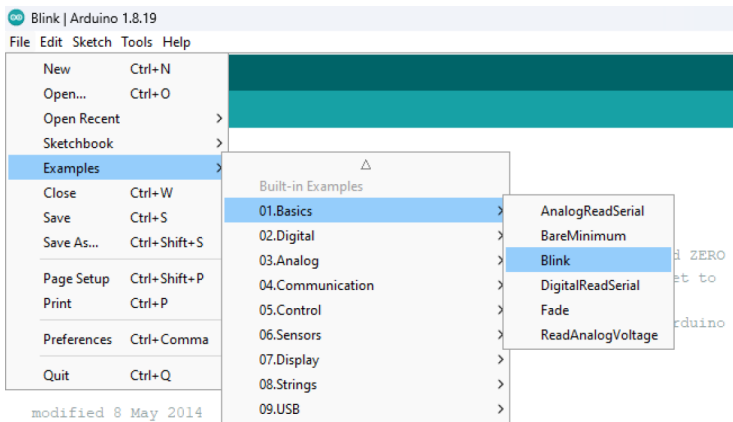 Blink | Arduino 1.8.19
File Edit Sketch Tools Help
New Ctrl+N
Open... Ctrl+O
Open Recent
Sketchbook
Examples
Close Ctrl+W
Save Ctrl+S
Save As... Ctrl+Shift+S
Page Setup Ctrl+Shift+P
Print Ctrl+P
Preferences Ctrl+Comma
Quit Ctrl+Q
Built-in Examples
01.Basics
02.Digital
03.Analog
04.Communication
05.Control
06.Sensors
07.Display
08.Strings
09.USB
AnalogReadSerial
BareMinimum
Blink
DigitalReadSerial
Fade
ReadAnalogVoltage
ZERO
to
modified 8 May 2014